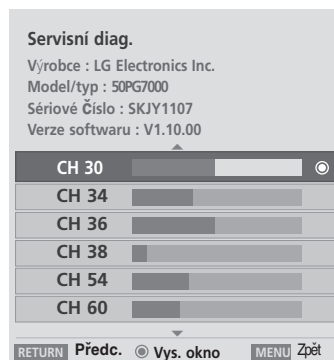 Servisní diag.
Výrobce : LG Electronics Inc.
Model/typ : 50PG7000
Sériové Číslo : SKJY1107
Verze softwaru : V1.10.00
CH 30
CH 34
CH 36
CH 38
CH 54
CH 60
RETURN Předc. Vys. okno MENU Zpět